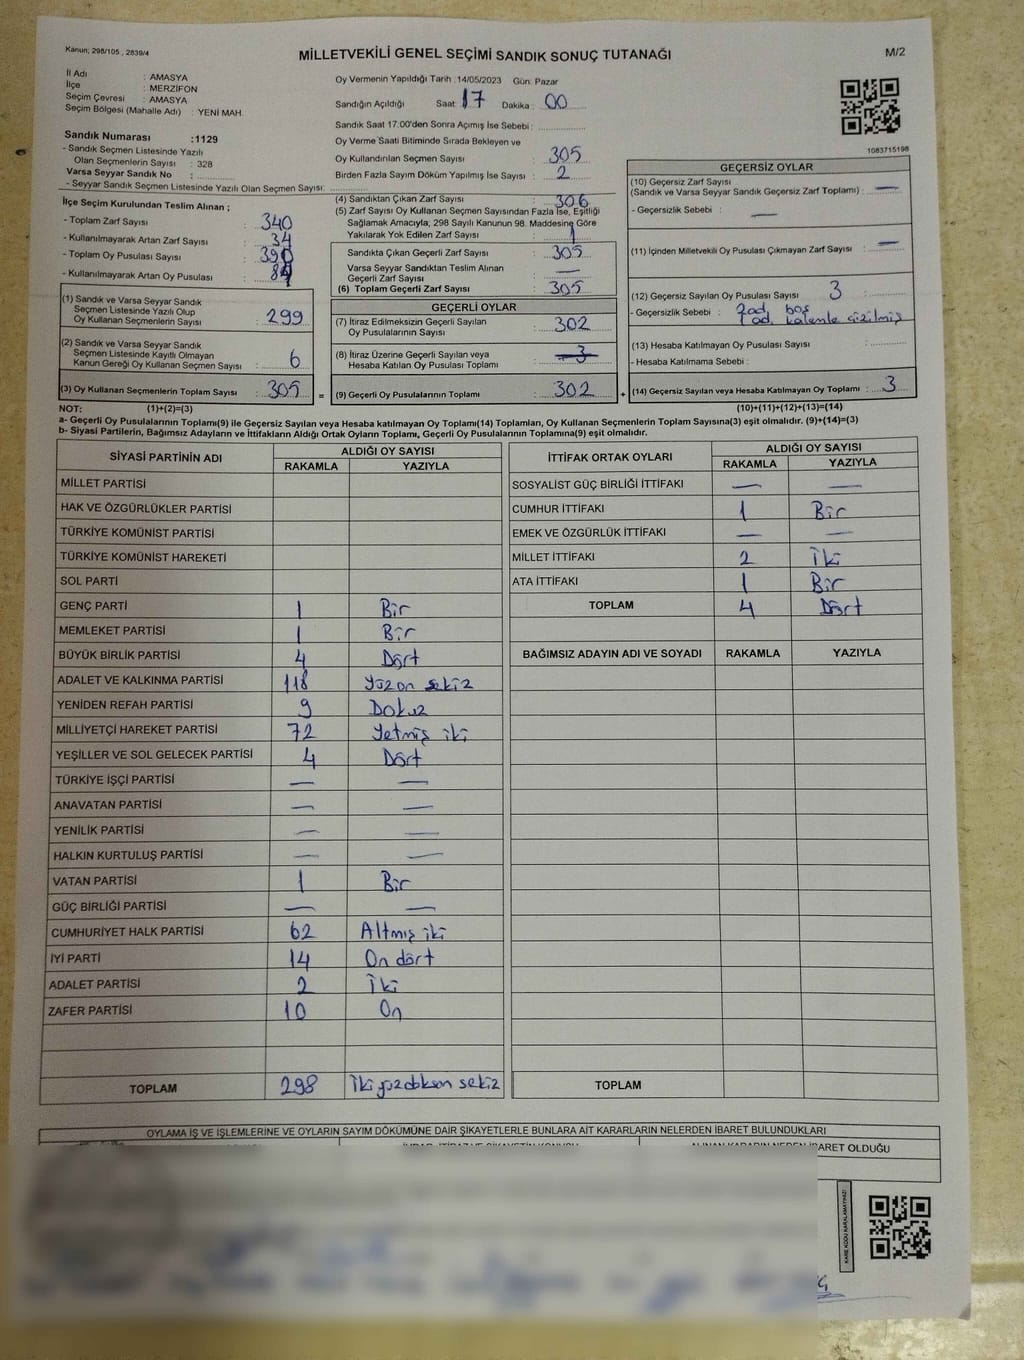 Kanun; 298/105 , 2839/4
MİLLETVEKİLİ GENEL SEÇİMİ SANDIK SONUÇ TUTANAĞI
M/2
İl Adı : AMASYA
İlçe : MERZİFON
Seçim Çevresi : AMASYA
Seçim Bölgesi (Mahalle Adı) : YENİ MAH
Sandık Numarası :1129
- Sandık Seçmen Listesinde Yazılı
Olan Seçmenlerin Sayısı : 328
Varsa Seyyar Sandık No :
- Seyyar Sandık Seçmen Listesinde Yazılı Olan Seçmen Sayısı:
Oy Vermenin Yapıldığı Tarih :14/05/2023 Gün: Pazar
Sandığın Açıldığı Saat: 17 Dakika : 00
Sandık Saat 17:00'den Sonra Açımış İse Sebebi :
Oy Verme Saati Bitiminde Sırada Bekleyen ve
Oy Kullandırılan Seçmen Sayısı : 305
Birden Fazla Sayım Döküm Yapılmış İse Sayısı : 2
1083715198
İlçe Seçim Kurulundan Teslim Alınan ;
- Toplam Zarf Sayısı : 340
- Kullanılmayarak Artan Zarf Sayısı : 34
- Toplam Oy Pusulası Sayısı : 390
- Kullanılmayarak Artan Oy Pusulası : 84
(1) Sandık ve Varsa Seyyar Sandık
Seçmen Listesinde Yazılı Olup
Oy Kullanan Seçmenlerin Sayısı : 299
(2) Sandık ve Varsa Seyyar Sandık
Seçmen Listesinde Kayıtlı Olmayan
Kanun Gereği Oy Kullanan Seçmen Sayısı : 6
(3) Oy Kullanan Seçmenlerin Toplam Sayısı : 305
(4) Sandıktan Çıkan Zarf Sayısı : 306
(5) Zarf Sayısı Oy Kullanan Seçmen Sayısından Fazla İse, Eşitliği
Sağlamak Amacıyla; 298 Sayılı Kanunun 98. Maddesine Göre
Yakılarak Yok Edilen Zarf Sayısı : 1
Sandıkta Çıkan Geçerli Zarf Sayısı : 305
Varsa Seyyar Sandıktan Teslim Alınan
Geçerli Zarf Sayısı : —
(6) Toplam Geçerli Zarf Sayısı : 305
GEÇERLİ OYLAR
(7) İtiraz Edilmeksizin Geçerli Sayılan
Oy Pusulalarının Sayısı : 302
(8) İtiraz Üzerine Geçerli Sayılan veya
Hesaba Katılan Oy Pusulası Toplamı : 3
= (9) Geçerli Oy Pusulalarının Toplamı : 302 +
GEÇERSİZ OYLAR
(10) Geçersiz Zarf Sayısı
(Sandık ve Varsa Seyyar Sandık Geçersiz Zarf Toplamı) : —
- Geçersizlik Sebebi : —
(11) İçinden Milletvekili Oy Pusulası Çıkmayan Zarf Sayısı : —
(12) Geçersiz Sayılan Oy Pusulası Sayısı : 3
- Geçersizlik Sebebi : 2 ad. boş
1 ad. kalemle çizilmiş
(13) Hesaba Katılmayan Oy Pusulası Sayısı :
- Hesaba Katılmama Sebebi :
(14) Geçersiz Sayılan veya Hesaba Katılmayan Oy Toplamı : 3
NOT: (1)+(2)=(3)
(10)+(11)+(12)+(13)=(14)
a- Geçerli Oy Pusulalarının Toplamı(9) ile Geçersiz Sayılan veya Hesaba katılmayan Oy Toplamı(14) Toplamları, Oy Kullanan Seçmenlerin Toplam Sayısına(3) eşit olmalıdır. (9)+(14)=(3)
b- Siyasi Partilerin, Bağımsız Adayların ve İttifakların Aldığı Ortak Oyların Toplamı, Geçerli Oy Pusulalarının Toplamına(9) eşit olmalıdır.
SİYASİ PARTİNİN ADI
ALDIĞI OY SAYISI
RAKAMLA YAZIYLA
MİLLET PARTİSİ
HAK VE ÖZGÜRLÜKLER PARTİSİ
TÜRKİYE KOMÜNİST PARTİSİ
TÜRKİYE KOMÜNİST HAREKETİ
SOL PARTİ
GENÇ PARTİ 1 Bir
MEMLEKET PARTİSİ 1 Bir
BÜYÜK BİRLİK PARTİSİ 4 Dört
ADALET VE KALKINMA PARTİSİ 118 Yüzon sekiz
YENİDEN REFAH PARTİSİ 9 Dokuz
MİLLİYETÇİ HAREKET PARTİSİ 72 Yetmiş iki
YEŞİLLER VE SOL GELECEK PARTİSİ 4 Dört
TÜRKİYE İŞÇİ PARTİSİ — —
ANAVATAN PARTİSİ — —
YENİLİK PARTİSİ — —
HALKIN KURTULUŞ PARTİSİ — —
VATAN PARTİSİ 1 Bir
GÜÇ BİRLİĞİ PARTİSİ — —
CUMHURİYET HALK PARTİSİ 62 Altmış iki
İYİ PARTİ 14 On dört
ADALET PARTİSİ 2 İki
ZAFER PARTİSİ 10 On
TOPLAM 298 İki yüzdoksan sekiz
İTTİFAK ORTAK OYLARI
ALDIĞI OY SAYISI
RAKAMLA YAZIYLA
SOSYALİST GÜÇ BİRLİĞİ İTTİFAKI — —
CUMHUR İTTİFAKI 1 Bir
EMEK VE ÖZGÜRLÜK İTTİFAKI — —
MİLLET İTTİFAKI 2 İki
ATA İTTİFAKI 1 Bir
TOPLAM 4 Dört
BAĞIMSIZ ADAYIN ADI VE SOYADI RAKAMLA YAZIYLA
TOPLAM
OYLAMA İŞ VE İŞLEMLERİNE VE OYLARIN SAYIM DÖKÜMÜNE DAİR ŞİKAYETLERLE BUNLARA AİT KARARLARIN NELERDEN İBARET BULUNDUKLARI
ALINAN KARARIN NEDEN İBARET OLDUĞU
KARE KODU KARALAMAYINIZ!